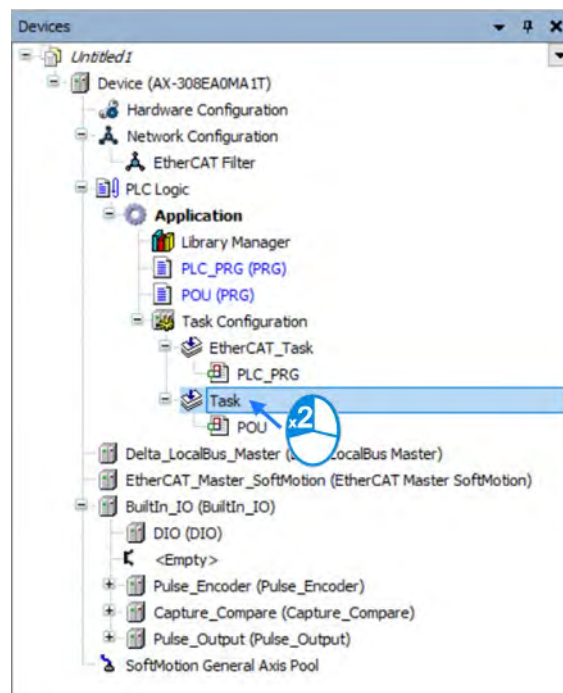 Devices
Untitled1
Device (AX-308EA0MA1T)
Hardware Configuration
Network Configuration
EtherCAT Filter
PLC Logic
Application
Library Manager
PLC_PRG (PRG)
POU (PRG)
Task Configuration
EtherCAT_Task
PLC_PRG
Task
x2
POU
Delta_LocalBus_Master LocalBus Master)
EtherCAT_Master_SoftMotion (EtherCAT Master SoftMotion)
BuiltIn_IO (BuiltIn_IO)
DIO (DIO)
<Empty>
Pulse_Encoder (Pulse_Encoder)
Capture_Compare (Capture_Compare)
Pulse_Output (Pulse_Output)
SoftMotion General Axis Pool